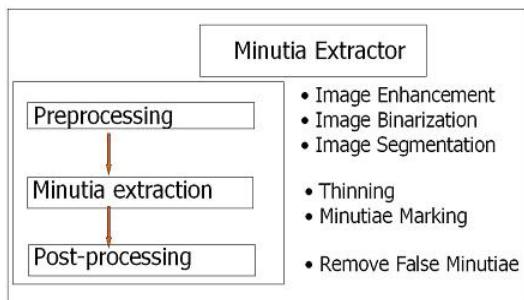 Minutia Extractor
Preprocessing
• Image Enhancement
• Image Binarization
• Image Segmentation
Minutia extraction
• Thinning
• Minutiae Marking
Post-processing
• Remove False Minutiae